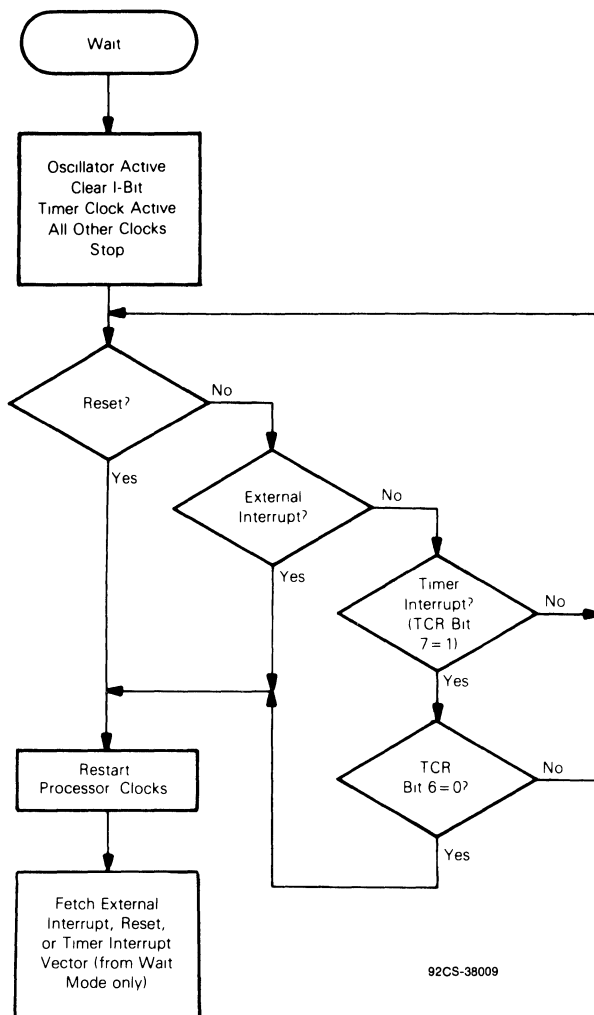 Wait
Oscillator Active
Clear I-Bit
Timer Clock Active
All Other Clocks
Stop
Reset?
No
Yes
External
Interrupt?
No
Yes
Timer
Interrupt?
(TCR Bit
7=1)
No
Yes
TCR
Bit 6=0?
No
Yes
Restart
Processor Clocks
Fetch External
Interrupt, Reset,
or Timer Interrupt
Vector (from Wait
Mode only)
92CS-38009